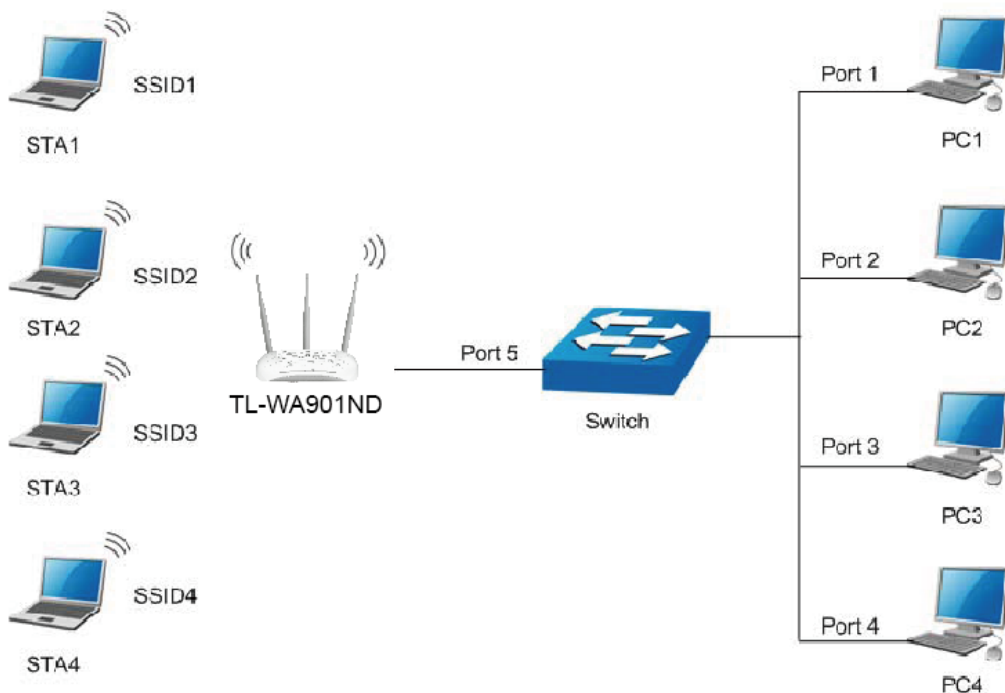 SSID1
STA1
SSID2
STA2
SSID3
STA3
SSID4
STA4
TL-WA901ND
Port 5
Switch
Port 1
PC1
Port 2
PC2
Port 3
PC3
Port 4
PC4